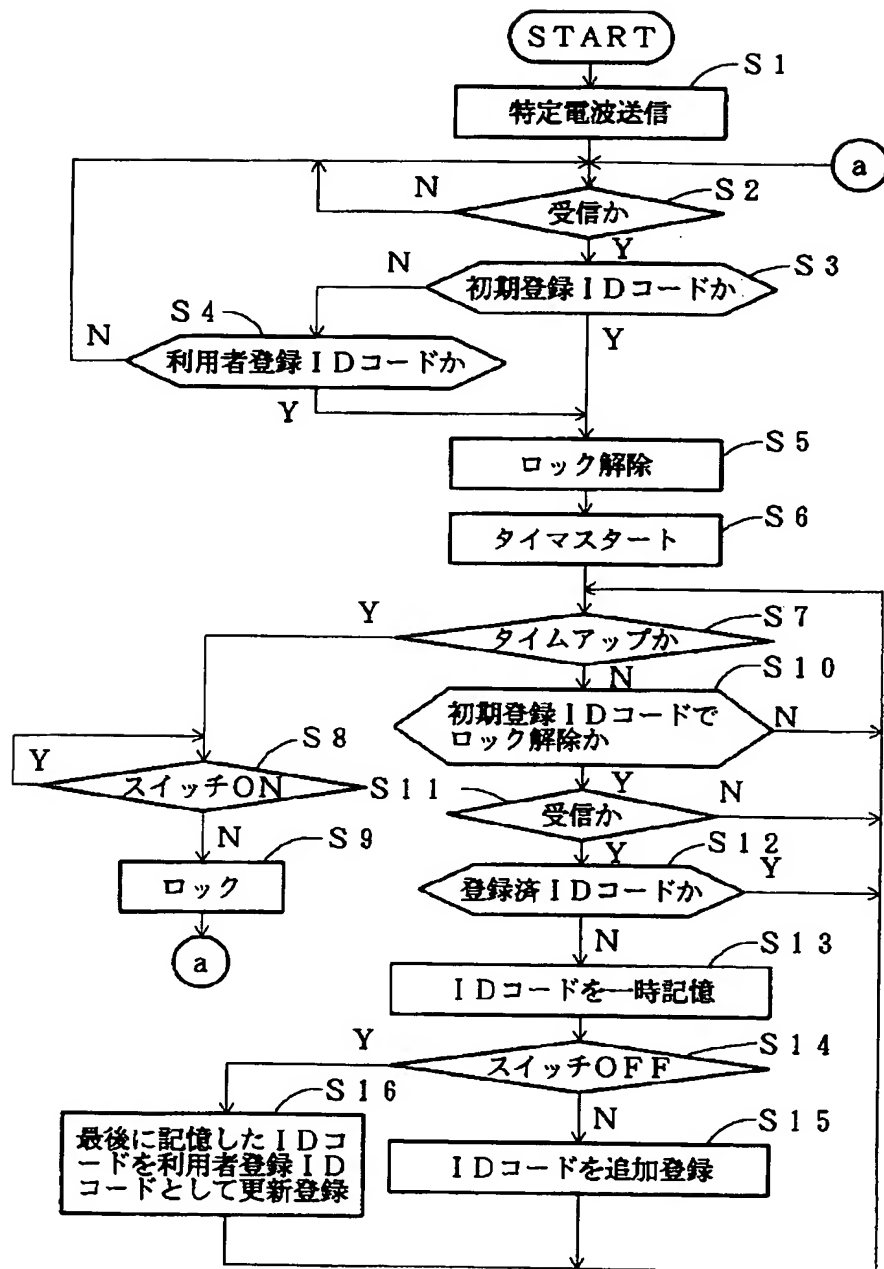 START
S1
特定電波送信
a
N
S2
受信か
Y
N
S3
初期登録IDコードか
S4
N
Y
利用者登録IDコードか
Y
S5
ロック解除
S6
タイマスタート
Y
S7
タイムアップか
N
S10
初期登録IDコードで
ロック解除か
N
S8
Y
スイッチON
S11
Y
N
受信か
N
S9
Y
S12
ロック
登録済IDコードか
Y
a
N
S13
IDコードを一時記憶
Y
S14
スイッチOFF
S16
N
S15
最後に記憶したIDコ
ードを利用者登録ID
コードとして更新登録
IDコードを追加登録